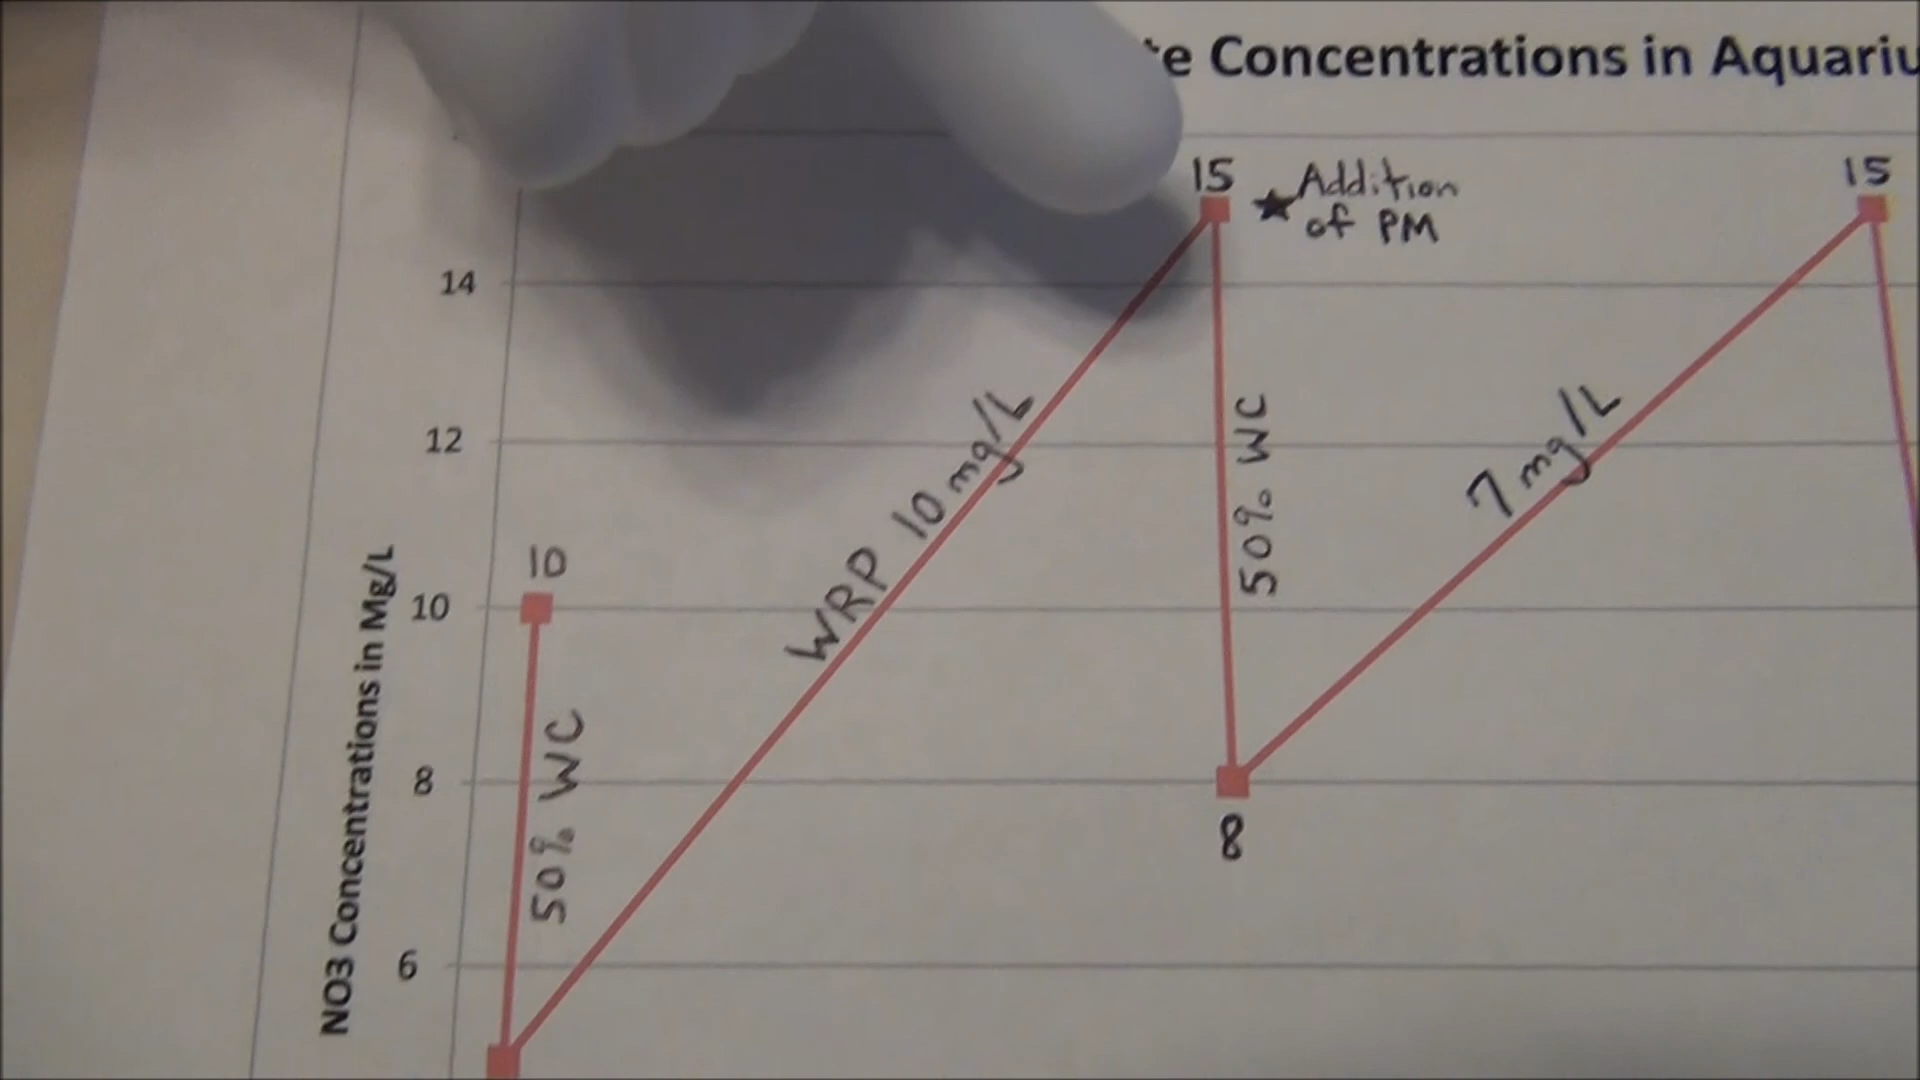 Concentrations in Aquariu
15
★ Addition
of PM
15
14
12
10
8
6
NO3 Concentrations in Mg/L
10
50% WC
WRP 10 mg/L
50% WC
7 mg/L
8